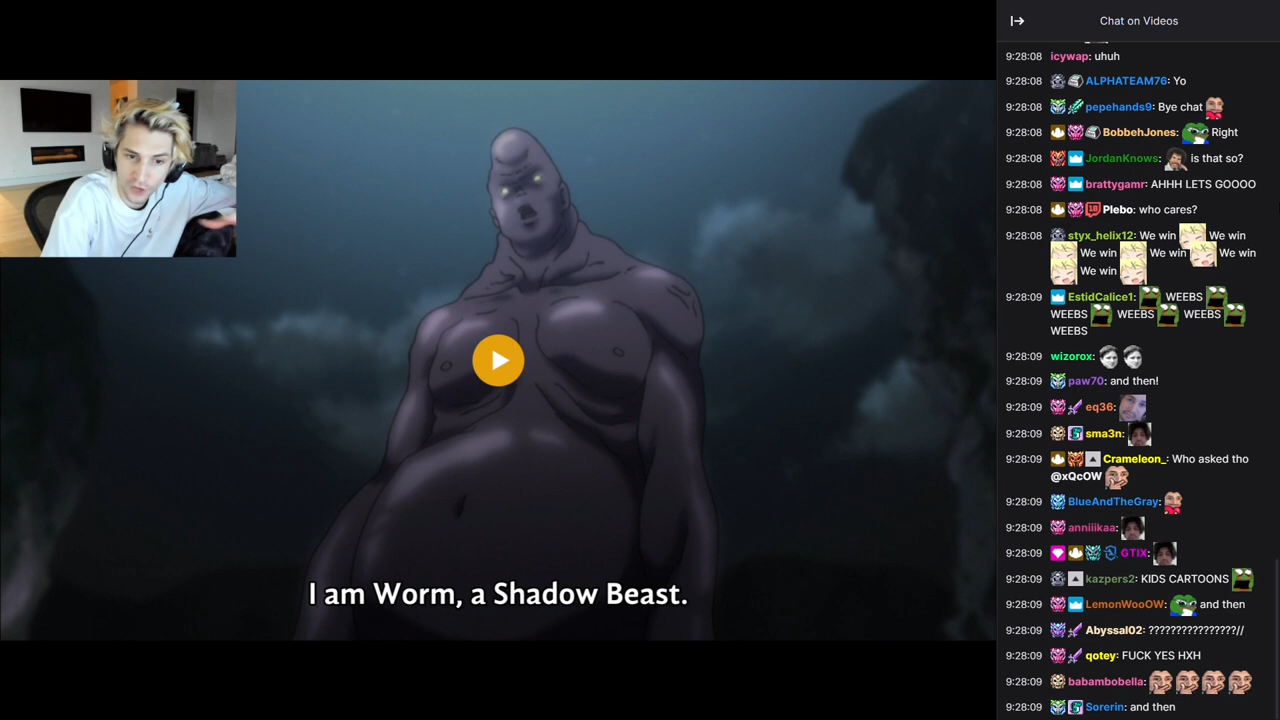 Chat on Videos
9:28:08 icywap: uhuh
9:28:08 ALPHATEAM76: Yo
9:28:08 pepehands9: Bye chat
9:28:08 BobbehJones: Right
9:28:08 JordanKnows: is that so?
9:28:08 brattygamr: AHHH LETS GOOOO
9:28:08 18 Plebo: who cares?
9:28:08 styx_helix12: We win We win
We win We win We win
We win
9:28:09 EstidCalice1: WEEBS
WEEBS WEEBS WEEBS
WEEBS
9:28:09 wizorox:
9:28:09 paw70: and then!
9:28:09 eq36:
9:28:09 sma3n:
9:28:09 Crameleon_: Who asked tho
@xQcOW
9:28:09 BlueAndTheGray:
9:28:09 anniiikaa:
9:28:09 GTIX:
9:28:09 kazpers2: KIDS CARTOONS
9:28:09 LemonWooOW: and then
9:28:09 Abyssal02: ????????????????//
9:28:09 qotey: FUCK YES HXH
9:28:09 babambobella:
9:28:09 Sorerin: and then
I am Worm, a Shadow Beast.